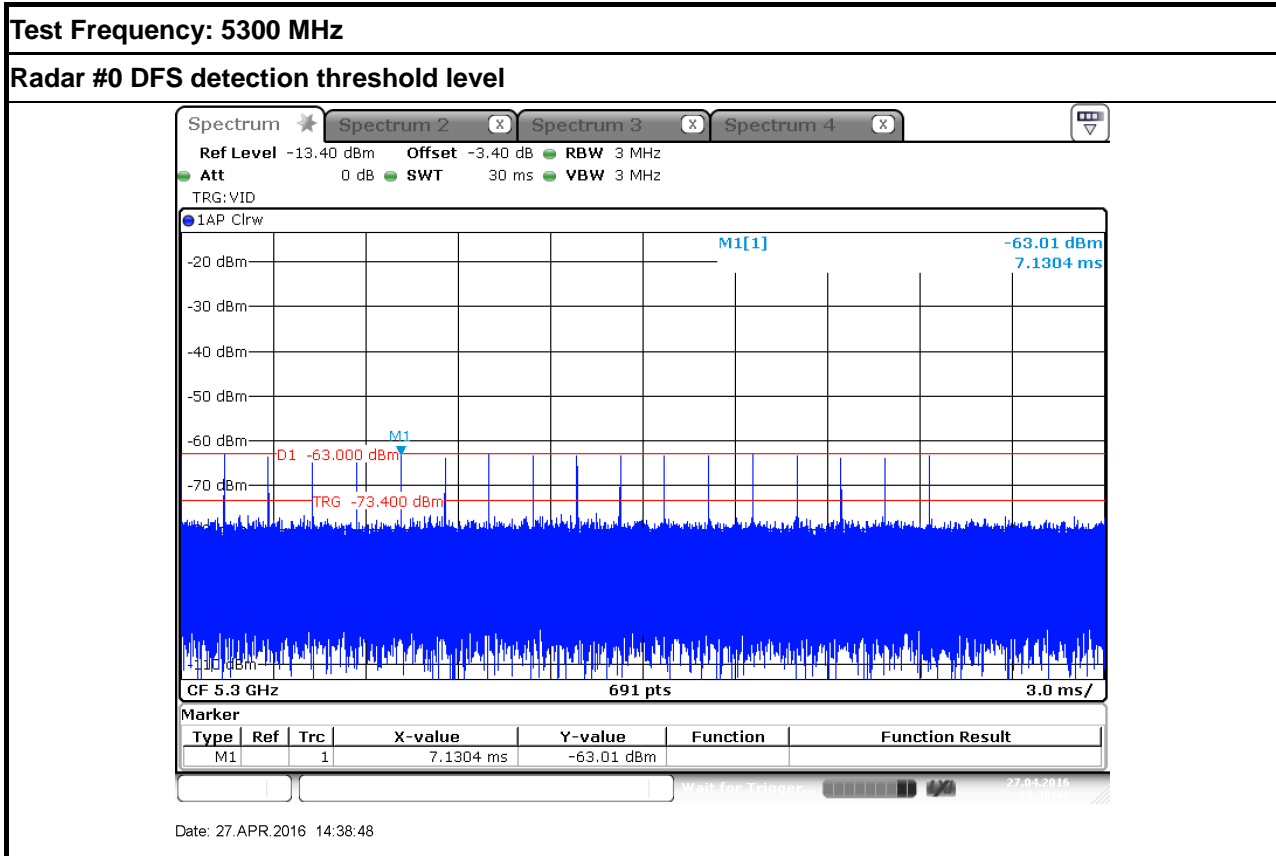 Test Frequency: 5300 MHz
Radar #0 DFS detection threshold level
Spectrum Spectrum 2 X Spectrum 3 X Spectrum 4 X
Ref Level -13.40 dBm Offset -3.40 dB RBW 3 MHz
Att 0 dB SWT 30 ms VBW 3 MHz
TRG:VID
1AP Clrw
M1[1] -63.01 dBm
7.1304 ms
-20 dBm
-30 dBm
-40 dBm
-50 dBm
-60 dBm
M1
D1 -63.000 dBm
-70 dBm
TRG -73.400 dBm
-110 dBm
CF 5.3 GHz 691 pts 3.0 ms/
Marker
Type Ref Trc X-value Y-value Function Function Result
M1 1 7.1304 ms -63.01 dBm
Wait for Trigger... 27.04.2016
Date: 27.APR.2016 14:38:48